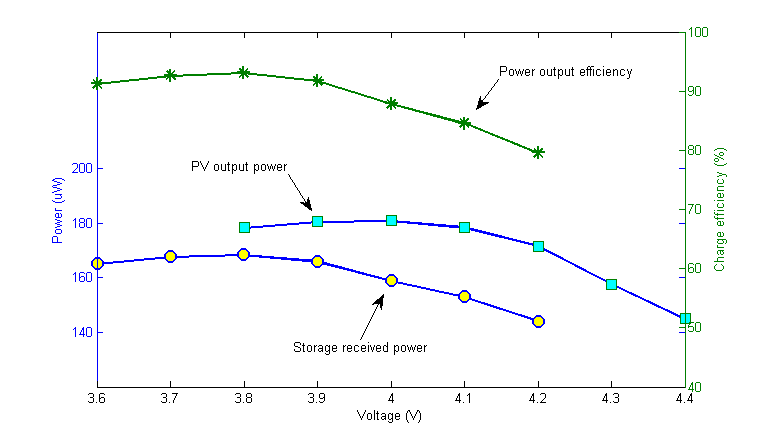 100
Power output efficiency
90
80
200
PV output power
70
180
Power (uW)
Charge efficiency (%)
60
160
140
50
Storage received power
40
3.6 3.7 3.8 3.9 4 4.1 4.2 4.3 4.4
Voltage (V)